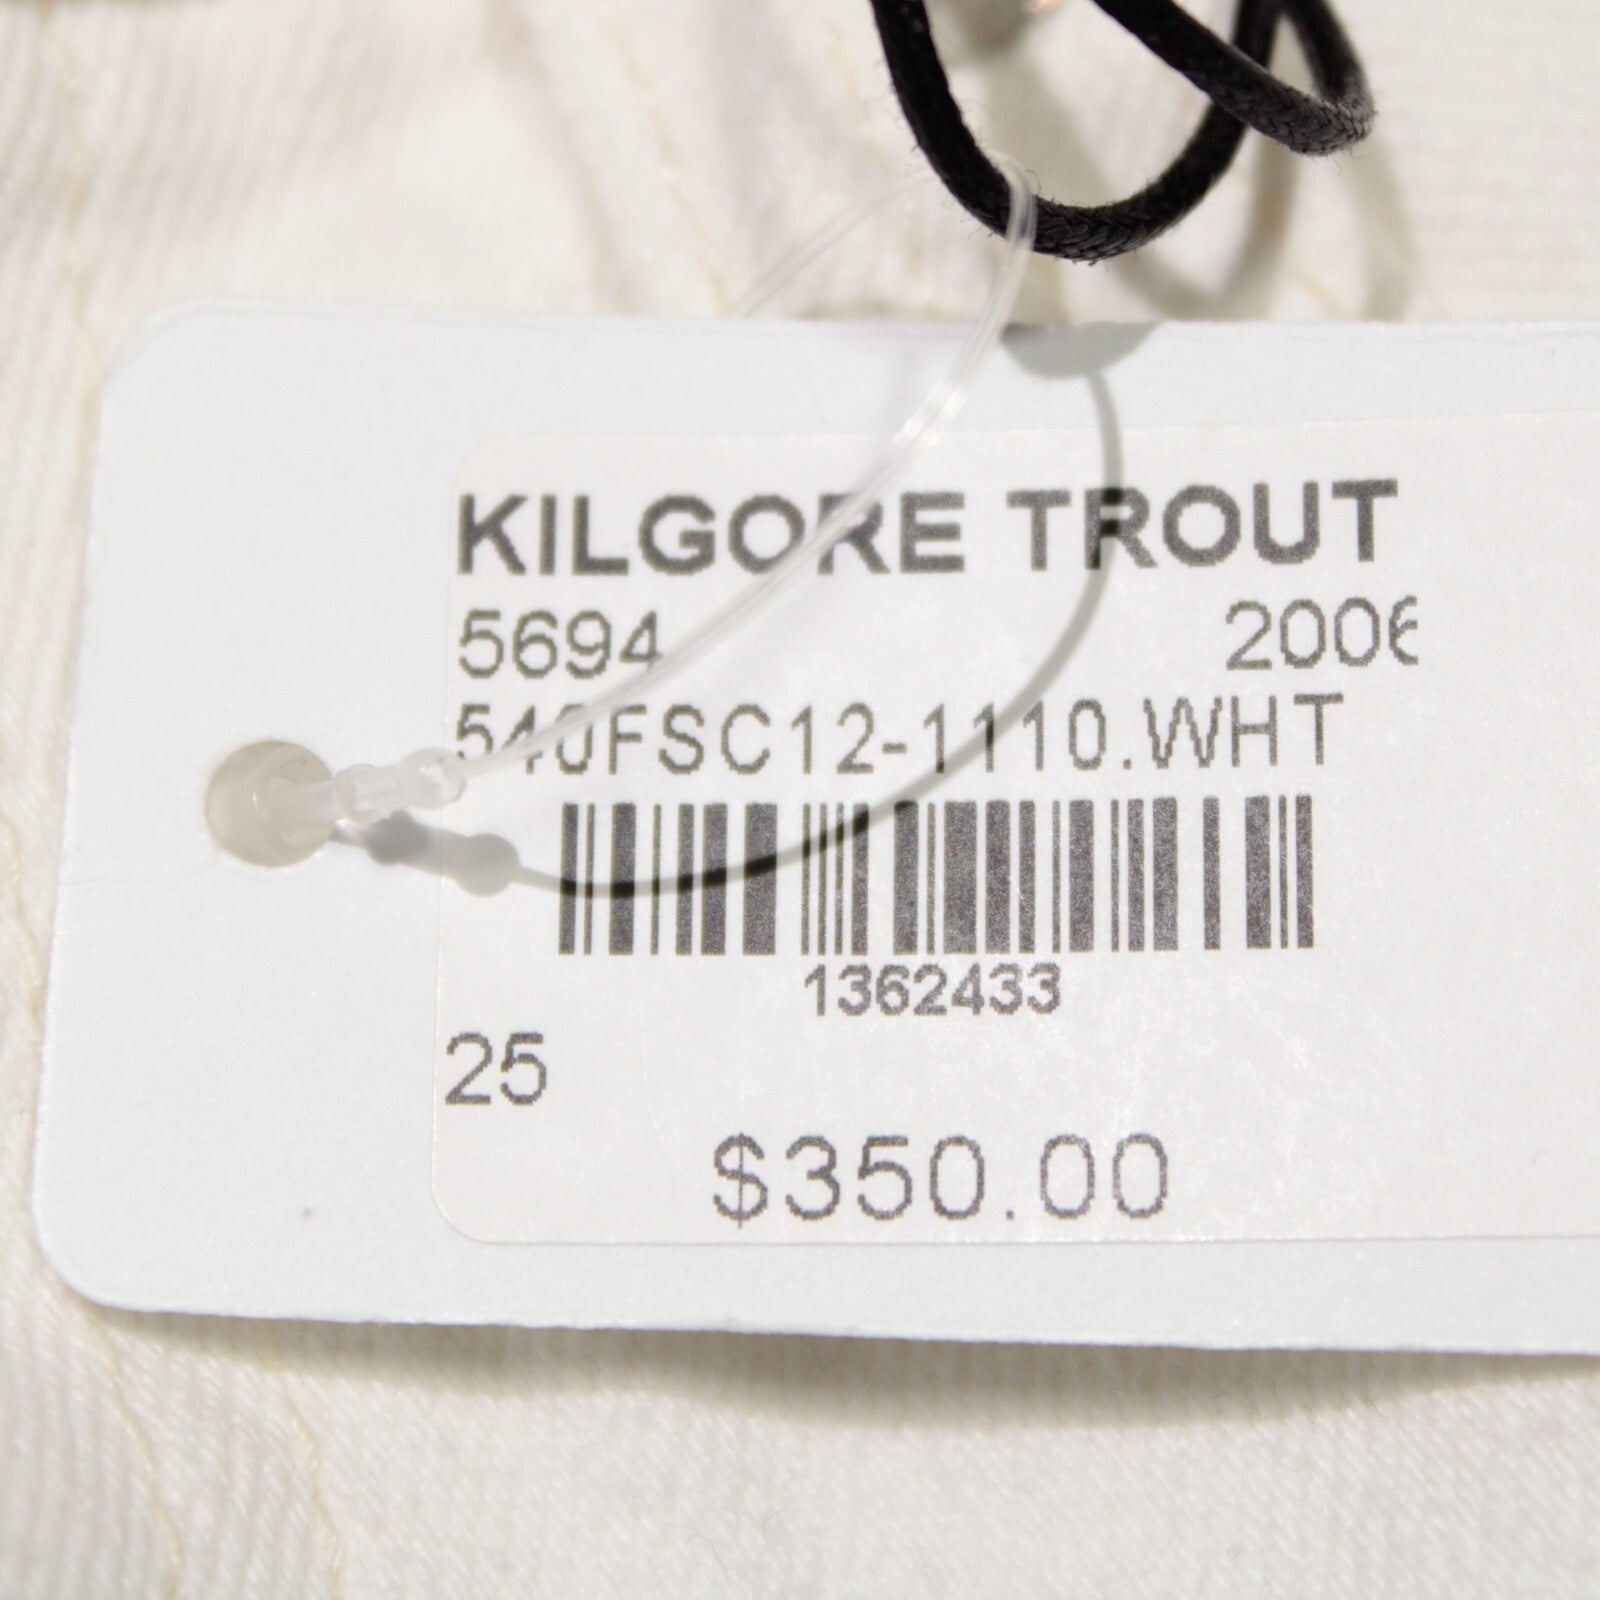 KILGORE TROUT
5694 2006
540FSC12-1110.WHT
1362433
25
$350.00